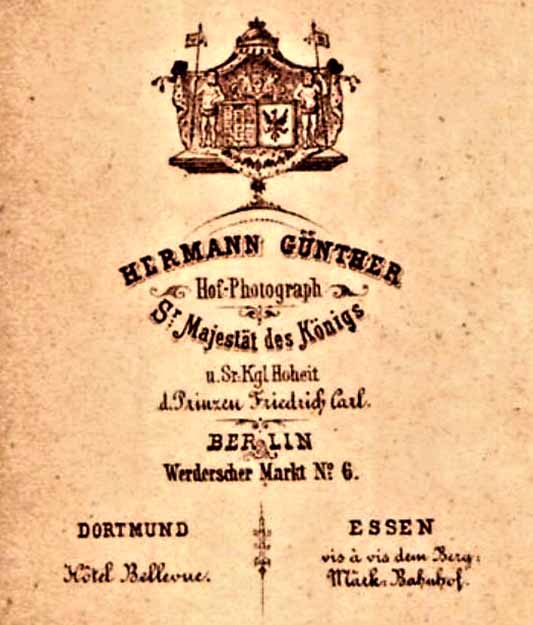 HERMANN GÜNTHER
Hof-Photograph
Sr Majestät des Königs
u. Sr. Kgl. Hoheit
d. Prinzen Friedrich Carl.
BERLIN
Werderscher Markt No 6.
DORTMUND
Hôtel Bellevue.
ESSEN
vis à vis dem Berg:
Märk: Bahnhof.